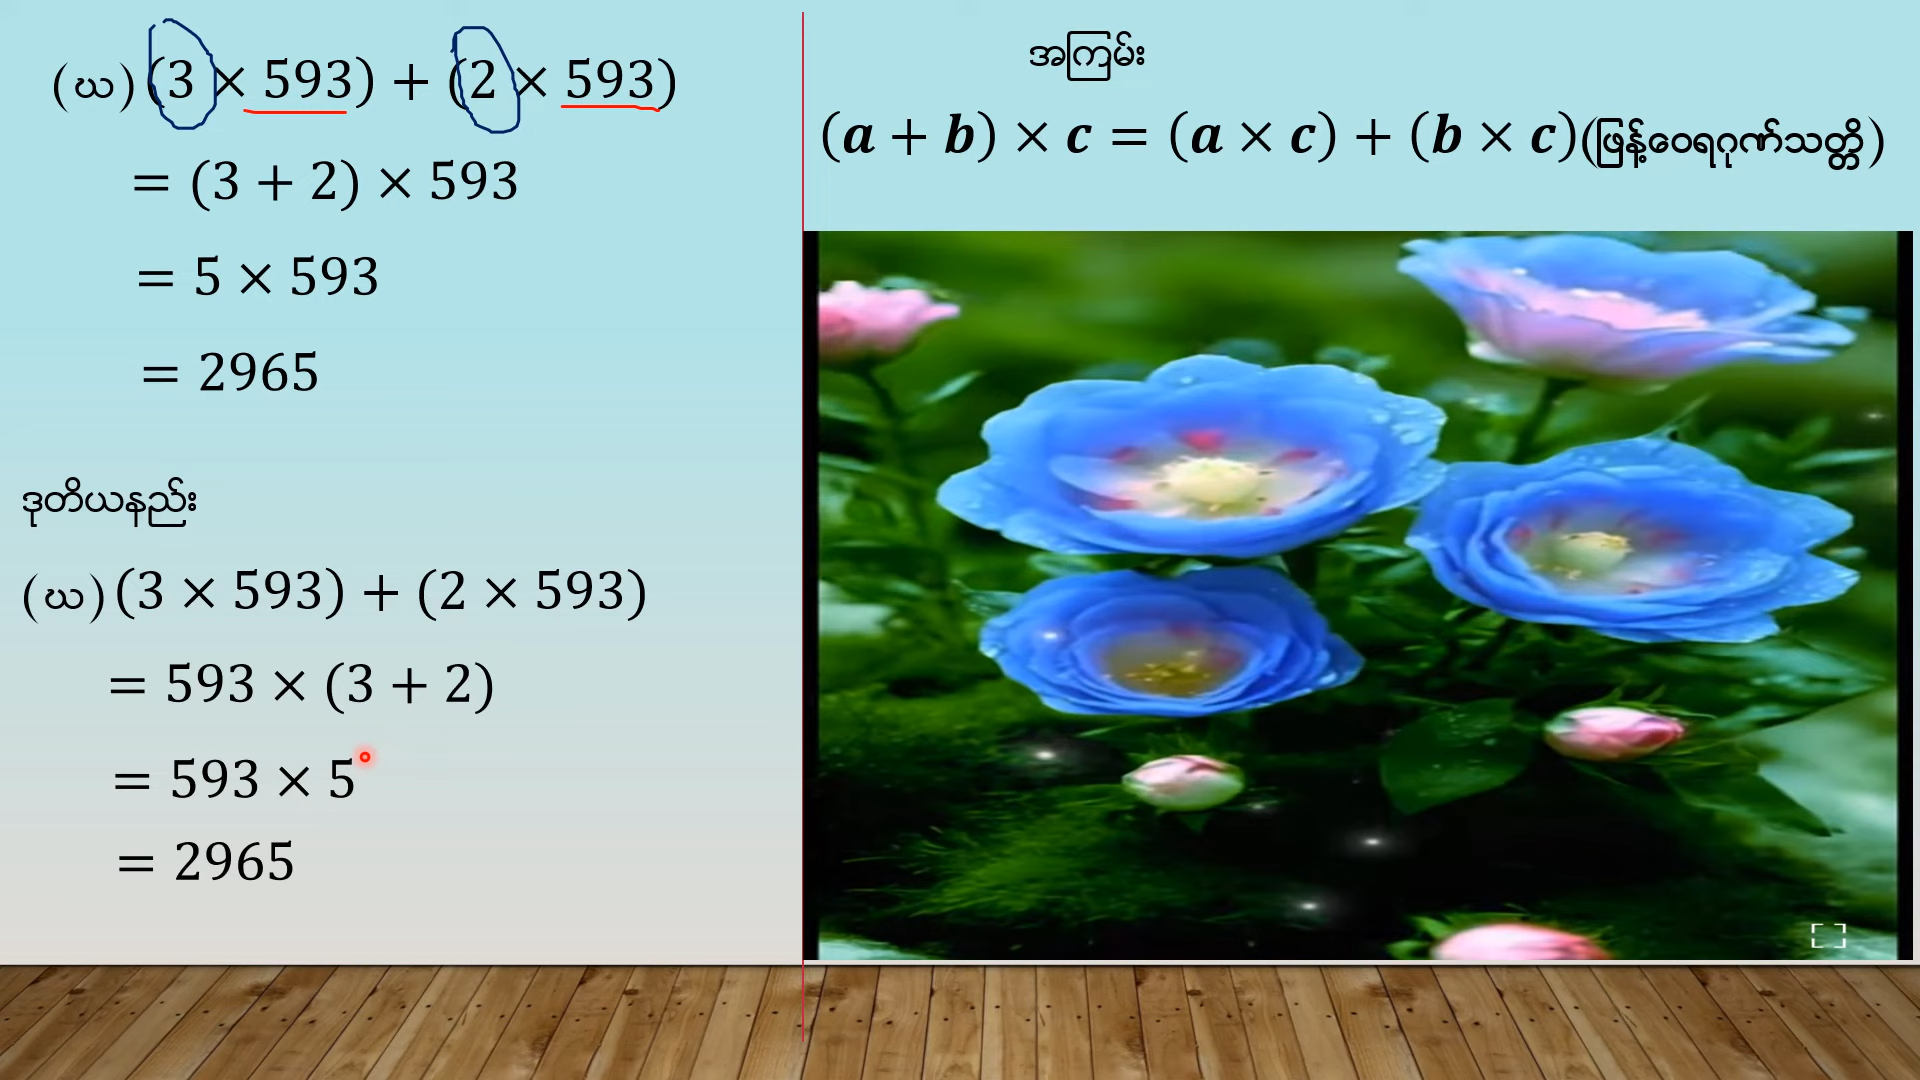 (ဃ) (3 × 593) + (2 × 593)
= (3 + 2) × 593
= 5 × 593
= 2965
ဒုတိယနည်း
(ဃ) (3 × 593) + (2 × 593)
= 593 × (3 + 2)
= 593 × 5
= 2965
အကြမ်း
(a + b) × c = (a × c) + (b × c)(ဖြန့်ဝေရဂုဏ်သတ္တိ)